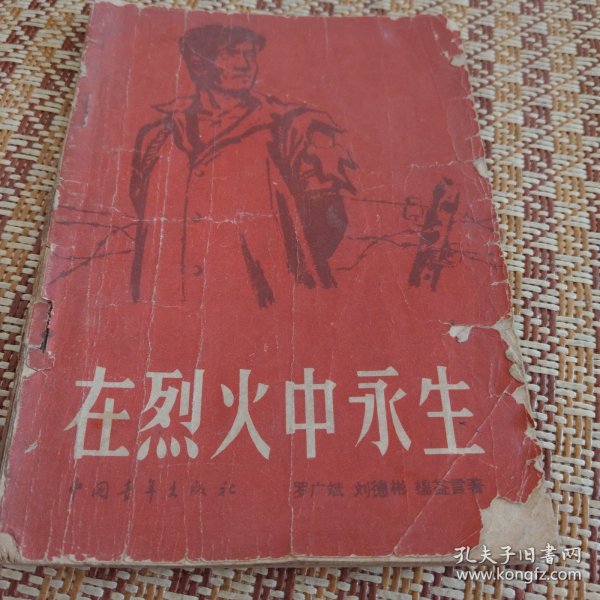 在烈火中永生
中国青年出版社 罗广斌 刘德彬 楊益言著
孔夫子旧书网
www.kongfz.com